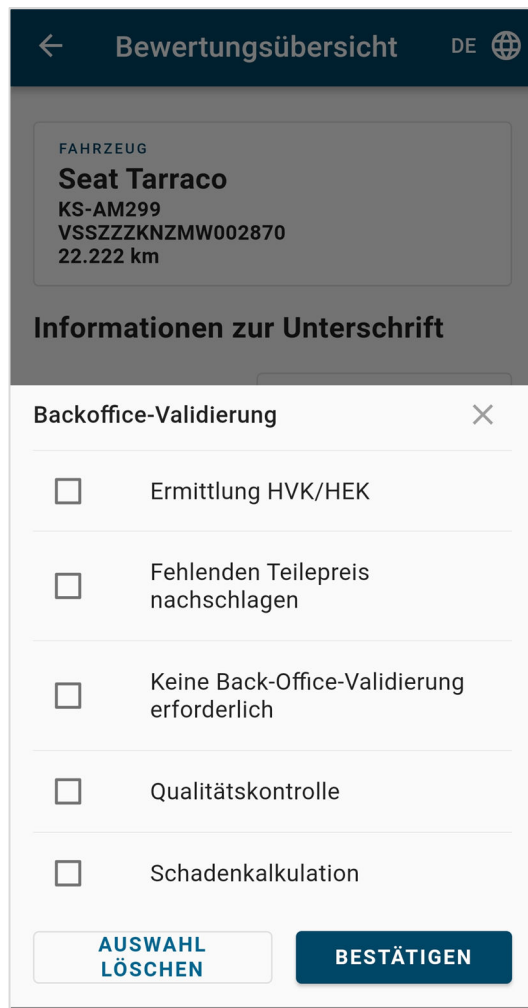 Bewertungsübersicht DE
FAHRZEUG
Seat Tarraco
KS-AM299
VSSZZZKNZMW002870
22.222 km
Informationen zur Unterschrift
Backoffice-Validierung
Ermittlung HVK/HEK
Fehlenden Teilepreis
nachschlagen
Keine Back-Office-Validierung
erforderlich
Qualitätskontrolle
Schadenkalkulation
AUSWAHL
LÖSCHEN
BESTÄTIGEN